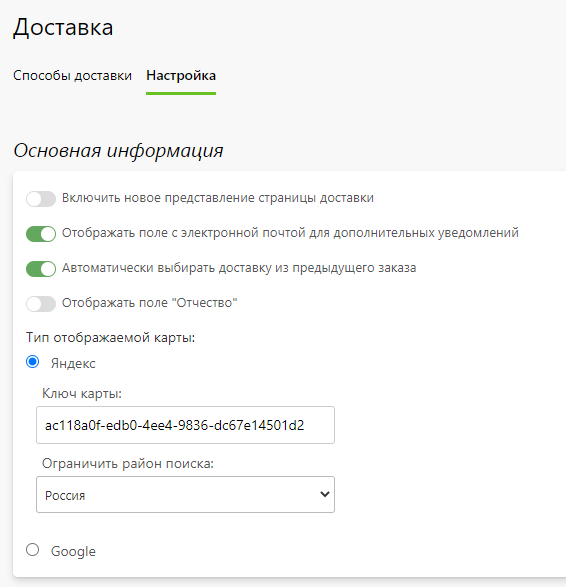 Доставка
Способы доставки Настройка
Основная информация
Включить новое представление страницы доставки
Отображать поле с электронной почтой для дополнительных уведомлений
Автоматически выбирать доставку из предыдущего заказа
Отображать поле "Отчество"
Тип отображаемой карты:
Яндекс
Ключ карты:
ac118a0f-edb0-4ee4-9836-dc67e14501d2
Ограничить район поиска:
Россия
Google